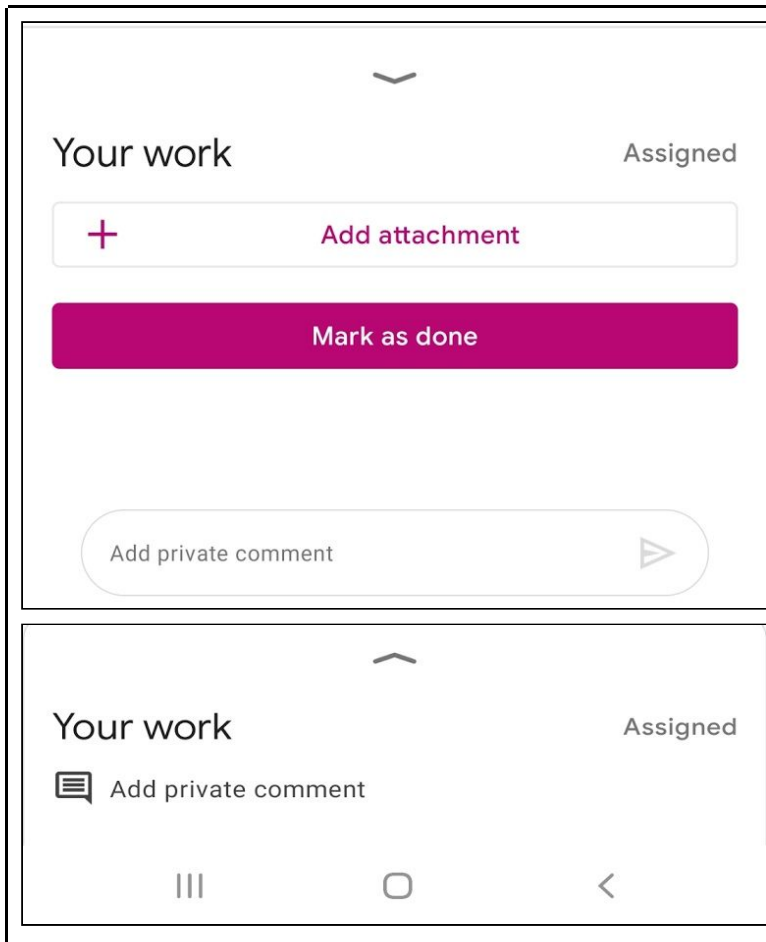 Your work Assigned
Add attachment
Mark as done
Add private comment
Your work Assigned
Add private comment